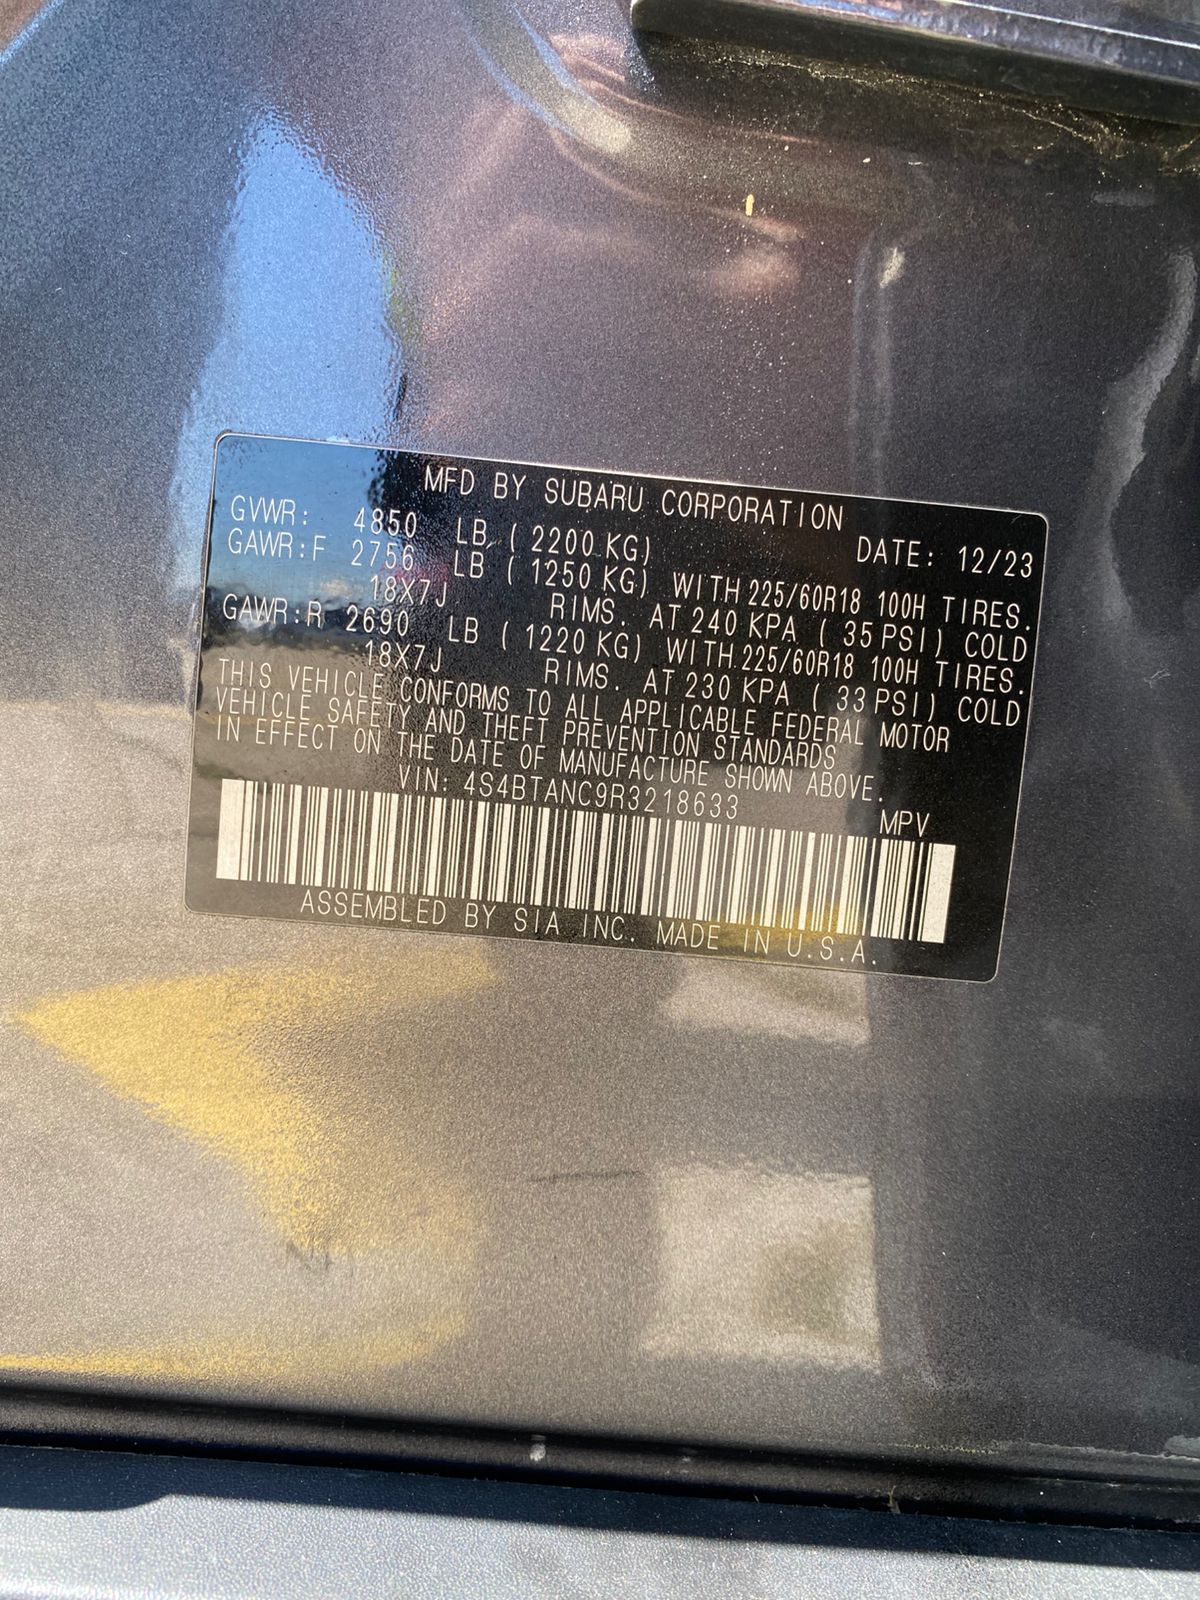 MFD BY SUBARU CORPORATION
GVWR: 4850 LB ( 2200 KG) DATE: 12/23
GAWR:F 2756 LB ( 1250 KG) WITH 225/60R18 100H TIRES.
18X7J RIMS. AT 240 KPA ( 35 PSI) COLD
GAWR:R 2690 LB ( 1220 KG) WITH 225/60R18 100H TIRES.
18X7J RIMS. AT 230 KPA ( 33 PSI) COLD
THIS VEHICLE CONFORMS TO ALL APPLICABLE FEDERAL MOTOR
VEHICLE SAFETY AND THEFT PREVENTION STANDARDS
IN EFFECT ON THE DATE OF MANUFACTURE SHOWN ABOVE.
VIN: 4S4BTANC9R3218633 MPV
ASSEMBLED BY SIA INC. MADE IN U.S.A.